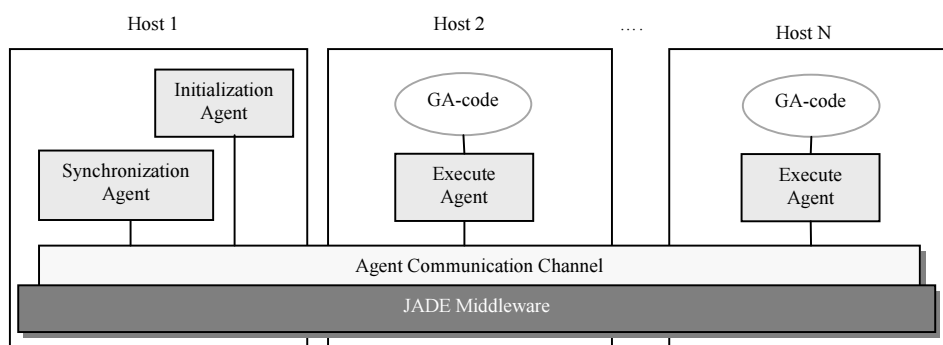 Host 1
Host 2
….
Host N
Initialization
Agent
GA-code
GA-code
Synchronization
Agent
Execute
Agent
Execute
Agent
Agent Communication Channel
JADE Middleware